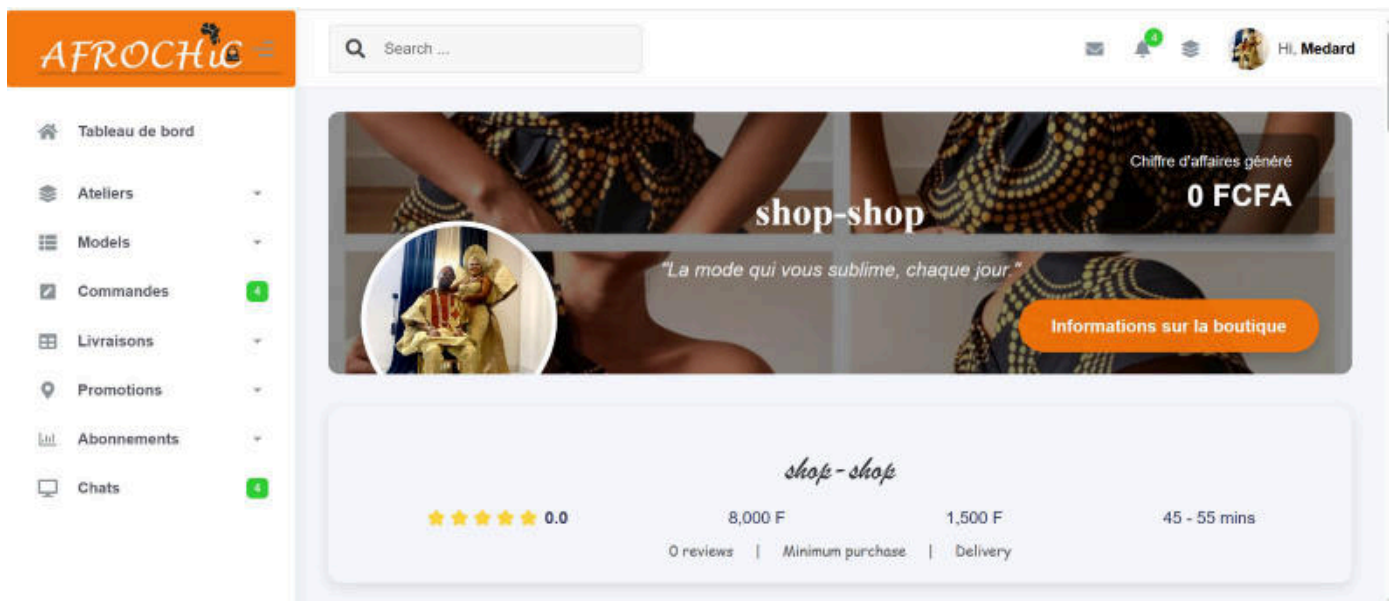 AFROCHiC
Search ...
4
Hi, Medard
Tableau de bord
Ateliers
Models
Commandes 4
Livraisons
Promotions
Abonnements
Chats 4
Chiffre d'affaires généré
0 FCFA
shop-shop
"La mode qui vous sublime, chaque jour."
Informations sur la boutique
shop-shop
0.0 8,000 F 1,500 F 45 - 55 mins
0 reviews | Minimum purchase | Delivery